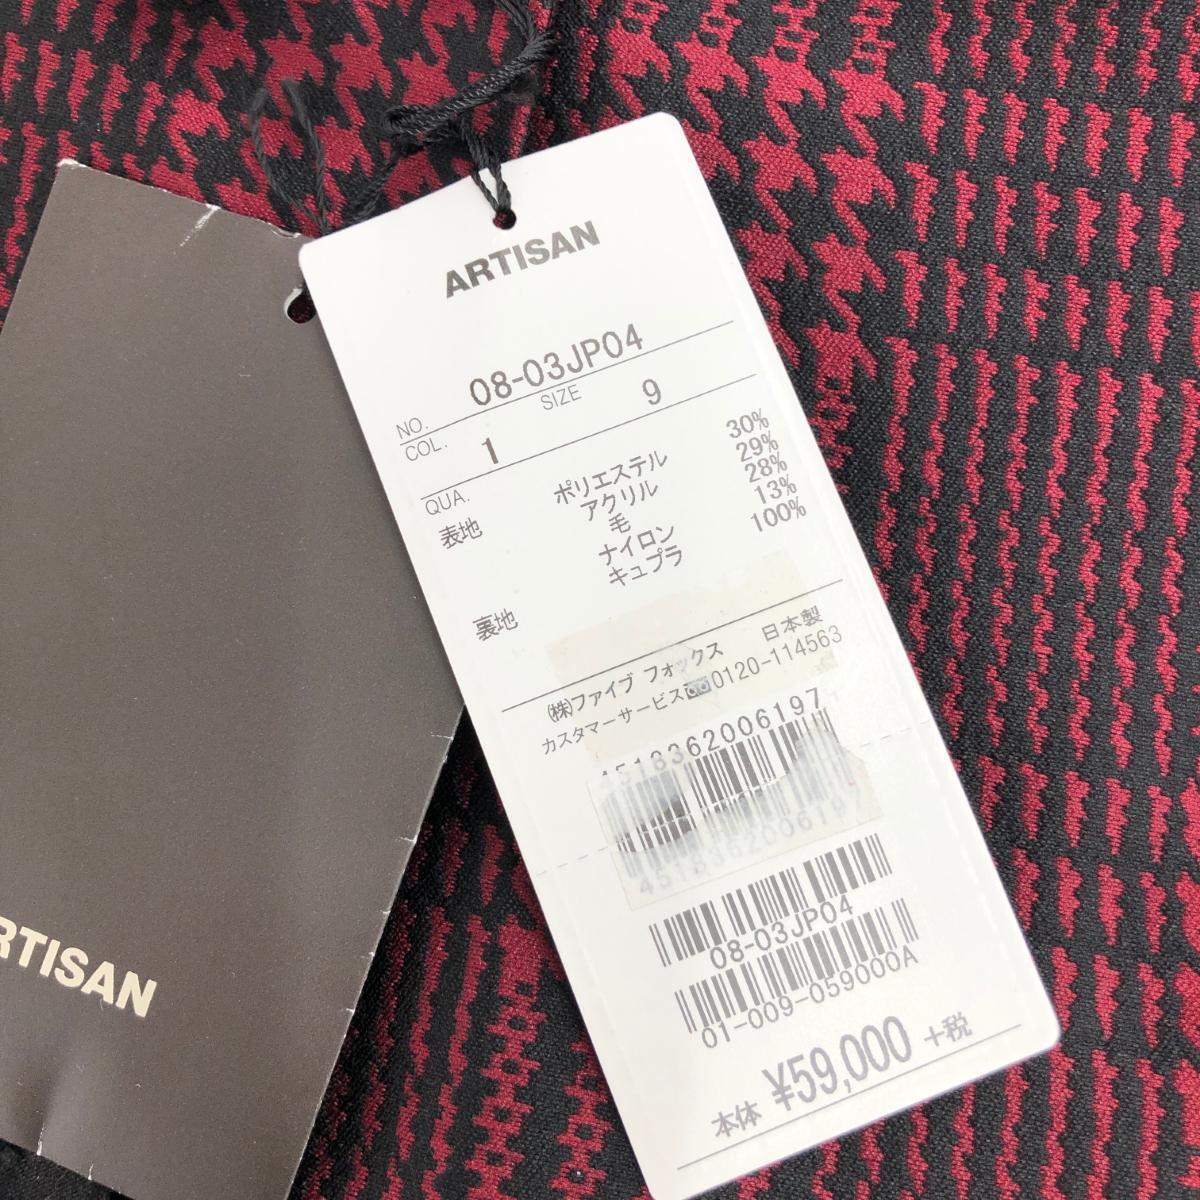 ARTISAN
NO. 08-03JP04
COL. 1 SIZE 9
QUA.
表地 ポリエステル 30%
アクリル 29%
毛 28%
ナイロン 13%
裏地 キュプラ 100%
㈱ファイブ フォックス 日本製
カスタマーサービス 0120-114563
4518362006197
4518362006197
08-03JP04
01-009-059000A
本体 ¥59,000 +税
RTISAN